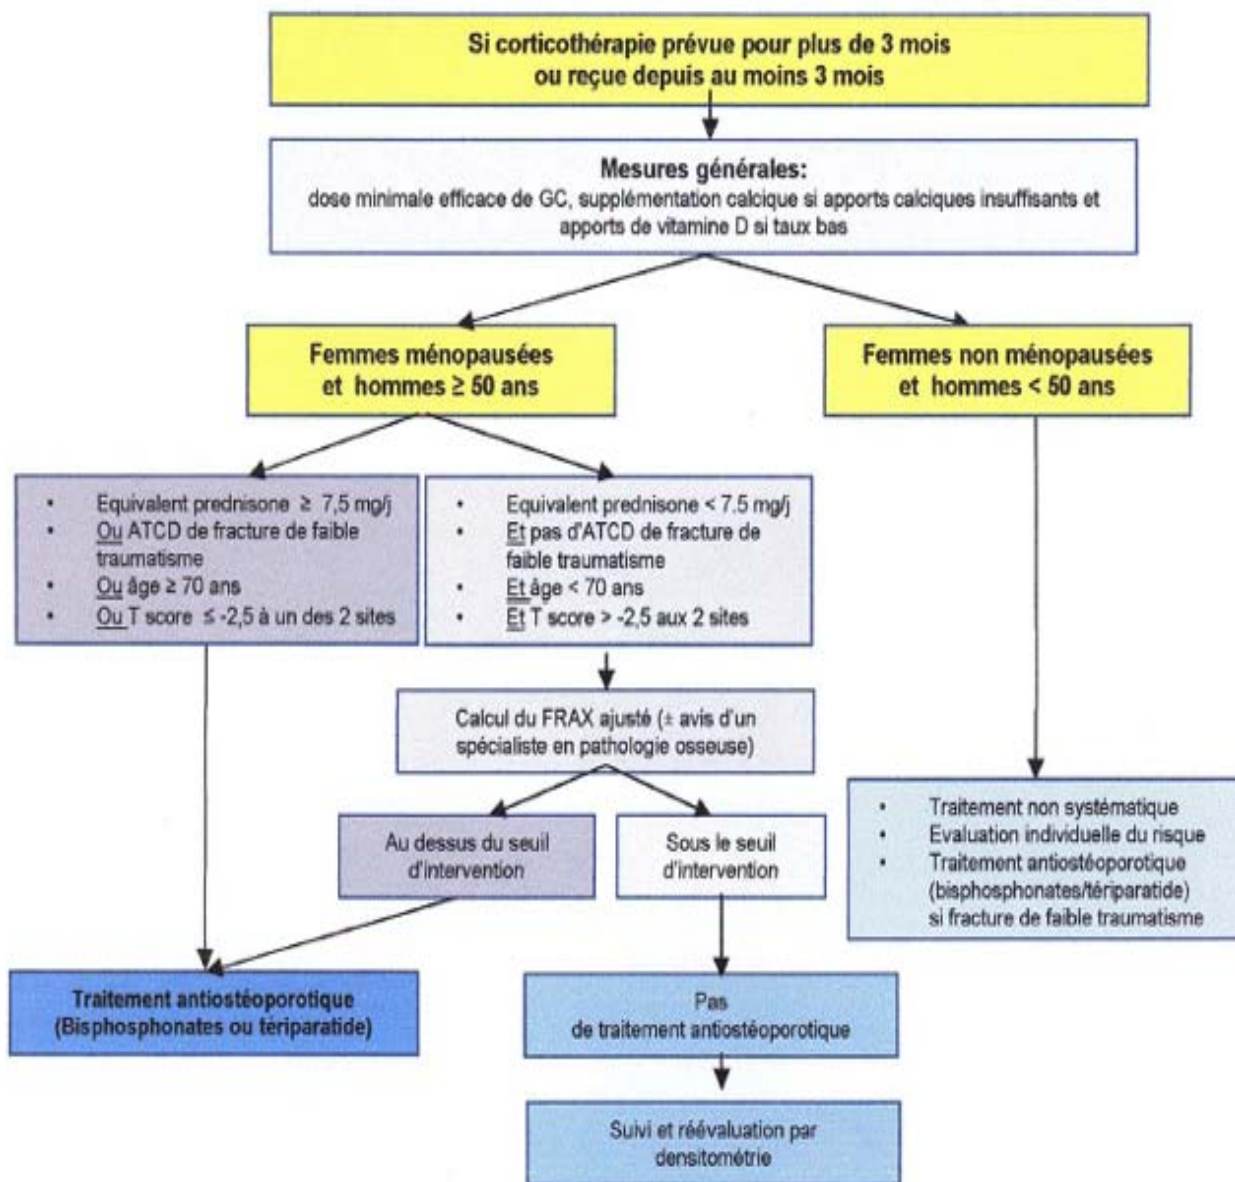 Si corticothérapie prévue pour plus de 3 mois
ou reçue depuis au moins 3 mois
Mesures générales:
dose minimale efficace de GC, supplémentation calcique si apports calciques insuffisants et
apports de vitamine D si taux bas
Femmes ménopausées
et hommes ≥ 50 ans
Femmes non ménopausées
et hommes < 50 ans
• Equivalent prednisone ≥ 7,5 mg/j
• Ou ATCD de fracture de faible
traumatisme
• Ou âge ≥ 70 ans
• Ou T score ≤ -2,5 à un des 2 sites
• Equivalent prednisone < 7.5 mg/j
• Et pas d'ATCD de fracture de
faible traumatisme
• Et âge < 70 ans
• Et T score > -2,5 aux 2 sites
Calcul du FRAX ajusté (± avis d'un
spécialiste en pathologie osseuse)
Au dessus du seuil
d'intervention
Sous le seuil
d'intervention
• Traitement non systématique
• Evaluation individuelle du risque
• Traitement antiostéoporotique
(bisphosphonates/tériparatide)
si fracture de faible traumatisme
Traitement antiostéoporotique
(Bisphosphonates ou tériparatide)
Pas
de traitement antiostéoporotique
Suivi et réévaluation par
densitométrie